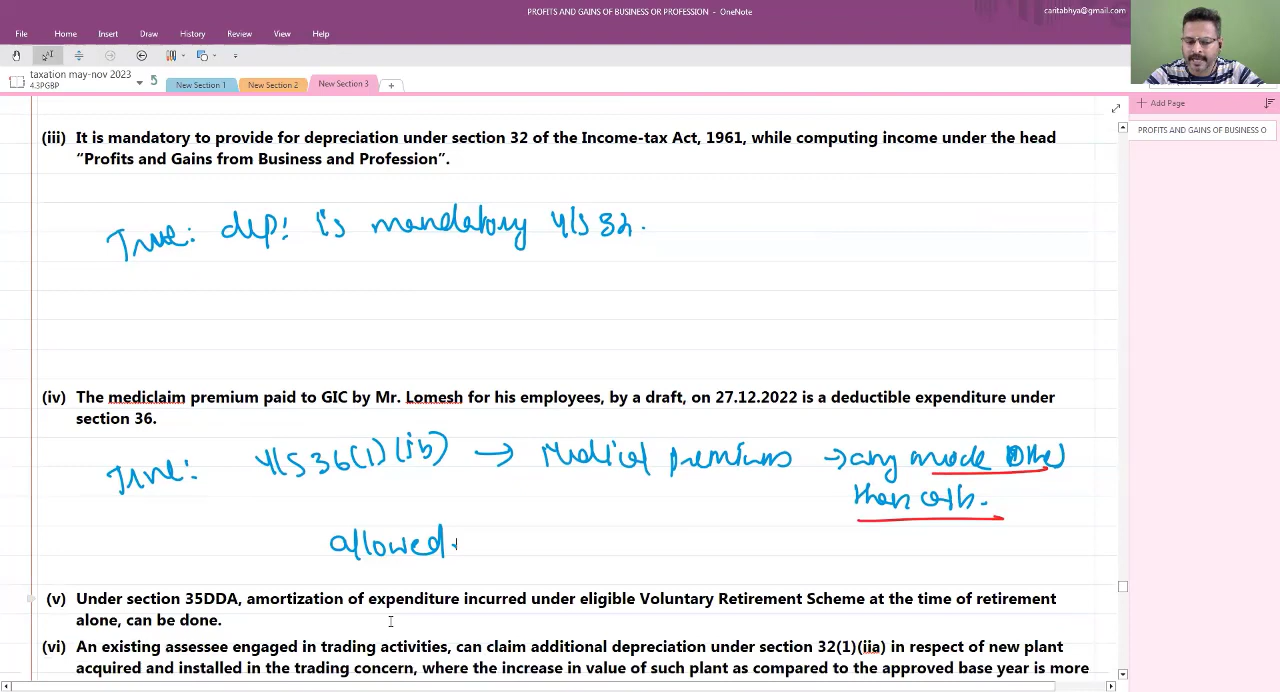 PROFITS AND GAINS OF BUSINESS OR PROFESSION - OneNote
caritabhya@gmail.com
File Home Insert Draw History Review View Help
taxation may-nov 2023
4.3PGBP
New Section 1 New Section 2 New Section 3 +
+ Add Page
PROFITS AND GAINS OF BUSINESS O
(iii) It is mandatory to provide for depreciation under section 32 of the Income-tax Act, 1961, while computing income under the head
“Profits and Gains from Business and Profession”.
True: dep! is mandatory u/s 32.
(iv) The mediclaim premium paid to GIC by Mr. Lomesh for his employees, by a draft, on 27.12.2022 is a deductible expenditure under
section 36.
True: u/s 36(1)(ib) → Medical premiums → any mode other
than cash.
allowed.
(v) Under section 35DDA, amortization of expenditure incurred under eligible Voluntary Retirement Scheme at the time of retirement
alone, can be done.
(vi) An existing assessee engaged in trading activities, can claim additional depreciation under section 32(1)(iia) in respect of new plant
acquired and installed in the trading concern, where the increase in value of such plant as compared to the approved base year is more